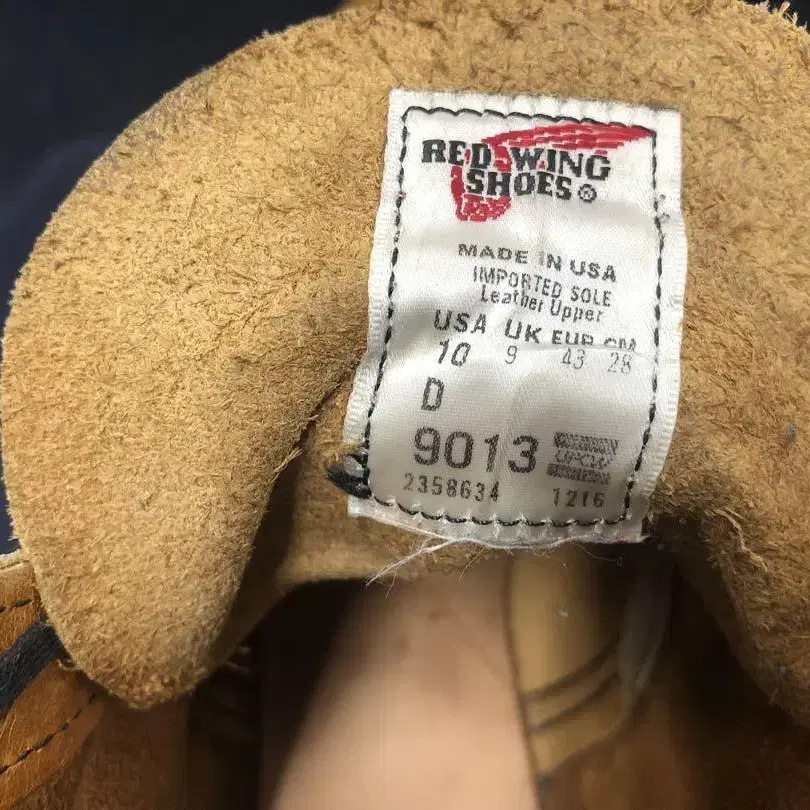 RED WING
SHOES®
MADE IN USA
IMPORTED SOLE
Leather Upper
USA UK EUR CM
10 9 43 28
D
9013 UFCW
2358634 1216